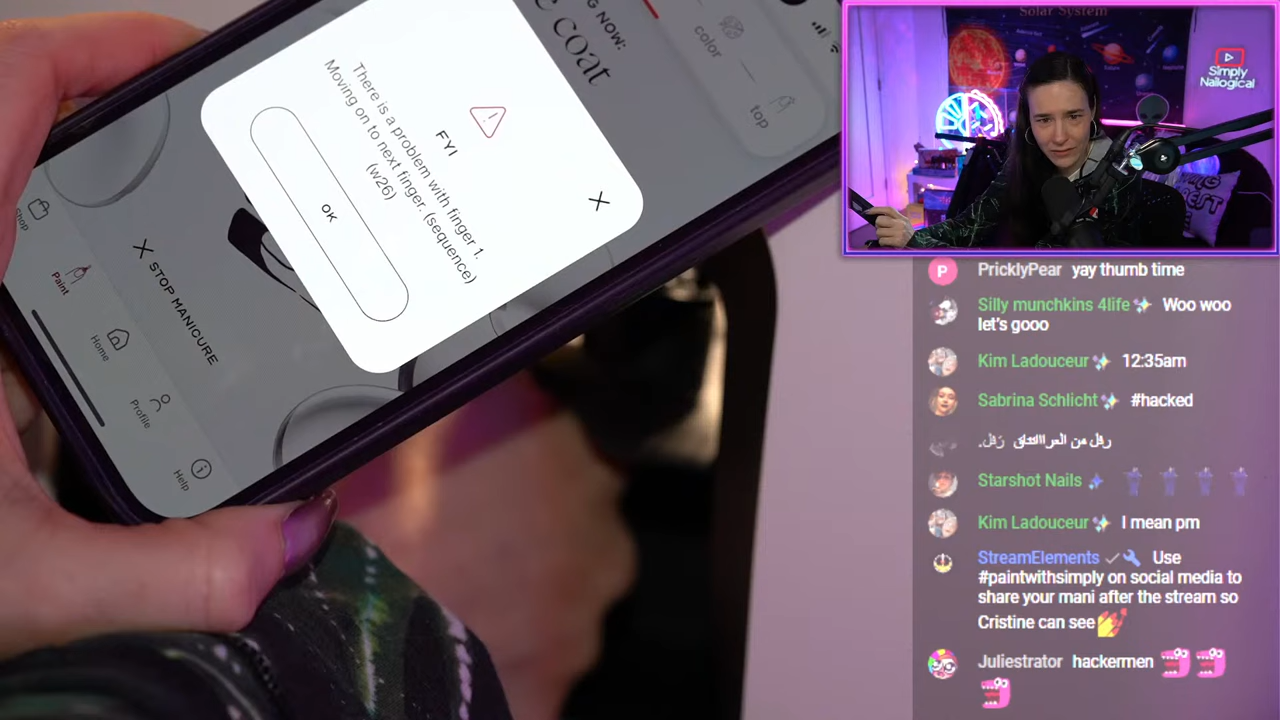 NG NOW:
e coat
color
top
FYI
There is a problem with finger 1.
Moving on to next finger. (sequence)
(w26)
OK
STOP MANICURE
Shop
Paint
Home
Profile
Help
Solar System
Simply
Nailogical
PricklyPear yay thumb time
Silly munchkins 4life Woo woo
let's gooo
Kim Ladouceur 12:35am
Sabrina Schlicht #hacked
Starshot Nails
Kim Ladouceur I mean pm
StreamElements Use
#paintwithsimply on social media to
share your mani after the stream so
Cristine can see
Juliestrator hackermen